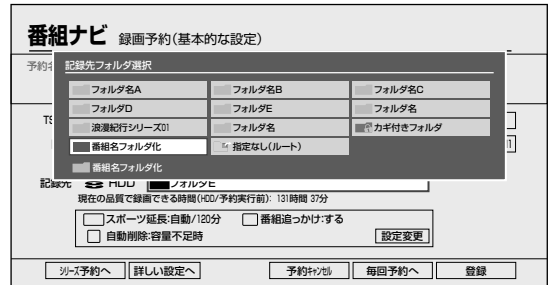 番組ナビ 録画予約(基本的な設定)
予約名
記録先フォルダ選択
フォルダ名A フォルダ名B フォルダ名C
フォルダD フォルダE フォルダ名
浪漫紀行シリーズ01 フォルダ名 カギ付きフォルダ
番組名フォルダ化 指定なし(ルート)
番組名フォルダ化
TS
記録先 HDD フォルダE
現在の品質で録画できる時間(HDD/予約実行前): 131時間 37分
スポーツ延長:自動/120分 番組追っかけ:する
自動削除:容量不足時 設定変更
シリーズ予約へ 詳しい設定へ 予約キャンセル 毎回予約へ 登録